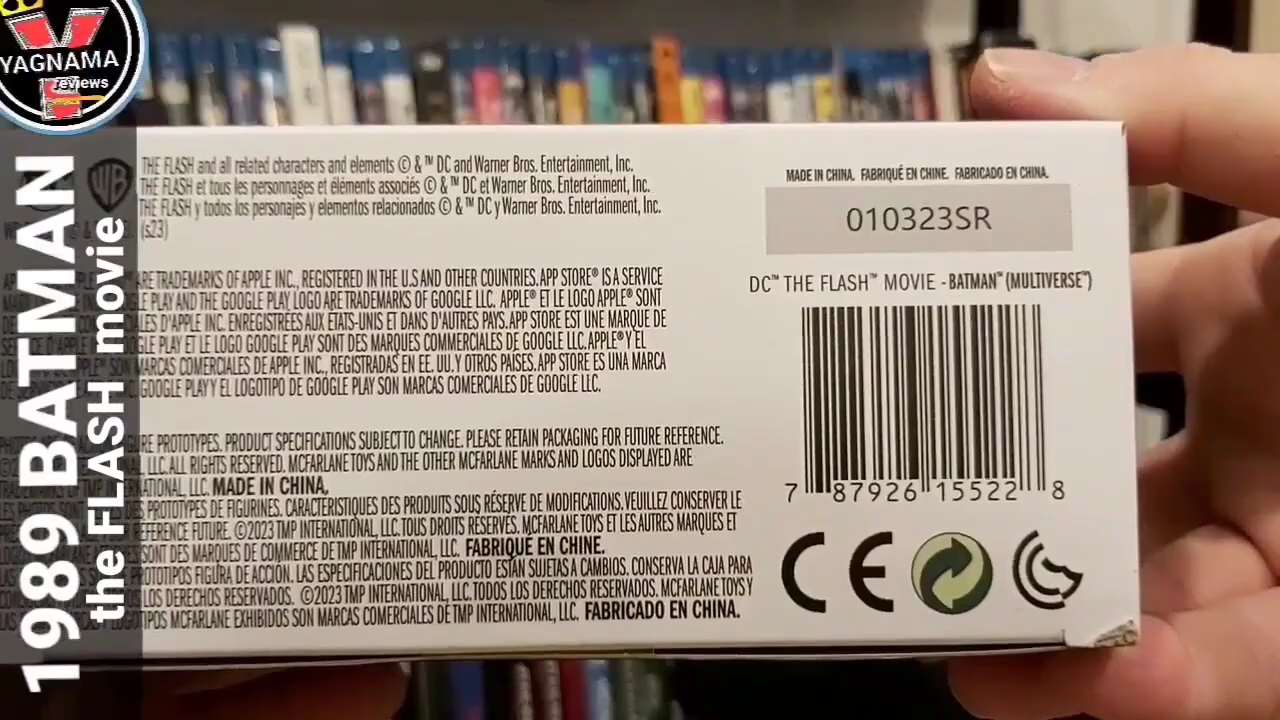 YAGNAMA
reviews
1989 BATMAN
the FLASH movie
THE FLASH and all related characters and elements © & ™ DC and Warner Bros. Entertainment, Inc.
THE FLASH et tous les personnages et éléments associés © & ™ DC et Warner Bros. Entertainment, Inc.
THE FLASH y todos los personajes y elementos relacionados © & ™ DC y Warner Bros. Entertainment, Inc.
(s23)
ARE TRADEMARKS OF APPLE INC., REGISTERED IN THE U.S AND OTHER COUNTRIES. APP STORE® IS A SERVICE
PLAY AND THE GOOGLE PLAY LOGO ARE TRADEMARKS OF GOOGLE LLC. APPLE® ET LE LOGO APPLE® SONT
D'APPLE INC. ENREGISTRÉES AUX ETATS-UNIS ET DANS D'AUTRES PAYS. APP STORE EST UNE MARQUE DE
PLAY ET LE LOGO GOOGLE PLAY SONT DES MARQUES COMMERCIALES DE GOOGLE LLC. APPLE® Y EL
SON MARCAS COMERCIALES DE APPLE INC., REGISTRADAS EN EE. UU. Y OTROS PAÍSES. APP STORE ES UNA MARCA
GOOGLE PLAY Y EL LOGOTIPO DE GOOGLE PLAY SON MARCAS COMERCIALES DE GOOGLE LLC.
PROTOTYPES. PRODUCT SPECIFICATIONS SUBJECT TO CHANGE. PLEASE RETAIN PACKAGING FOR FUTURE REFERENCE.
LLC. ALL RIGHTS RESERVED. MCFARLANE TOYS AND THE OTHER MCFARLANE MARKS AND LOGOS DISPLAYED ARE
TRADEMARKS OF TMP INTERNATIONAL, LLC. MADE IN CHINA,
DES PROTOTYPES DE FIGURINES. CARACTERISTIQUES DES PRODUITS SOUS RÉSERVE DE MODIFICATIONS. VEUILLEZ CONSERVER LE
REFERENCE FUTURE. ©2023 TMP INTERNATIONAL, LLC. TOUS DROITS RESERVES. MCFARLANE TOYS ET LES AUTRES MARQUES ET
SONT DES MARQUES DE COMMERCE DE TMP INTERNATIONAL, LLC. FABRIQUÉ EN CHINE.
PROTOTIPOS FIGURA DE ACCIÓN. LAS ESPECIFICACIONES DEL PRODUCTO ESTÁN SUJETAS A CAMBIOS. CONSERVA LA CAJA PARA
LOS DERECHOS RESERVADOS. ©2023 TMP INTERNATIONAL, LLC. TODOS LOS DERECHOS RESERVADOS. MCFARLANE TOYS Y
LOGOTIPOS MCFARLANE EXHIBIDOS SON MARCAS COMERCIALES DE TMP INTERNATIONAL, LLC. FABRICADO EN CHINA.
MADE IN CHINA. FABRIQUÉ EN CHINE. FABRICADO EN CHINA.
010323SR
DC™ THE FLASH™ MOVIE - BATMAN™ (MULTIVERSE™)
7 87926 15522 8
CE